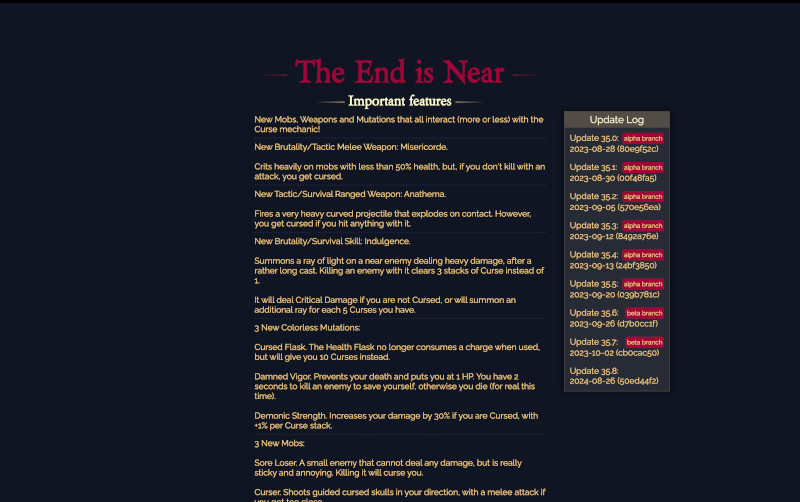 The End is Near
Important features
New Mobs, Weapons and Mutations that all interact (more or less) with the
Curse mechanic!
New Brutality/Tactic Melee Weapon: Misericorde.
Crits heavily on mobs with less than 50% health, but, if you don't kill with an
attack, you get cursed.
New Tactic/Survival Ranged Weapon: Anathema.
Fires a very heavy curved projectile that explodes on contact. However,
you get cursed if you hit anything with it.
New Brutality/Survival Skill: Indulgence.
Summons a ray of light on a near enemy dealing heavy damage, after a
rather long cast. Killing an enemy with it clears 3 stacks of Curse instead of
1.
It will deal Critical Damage if you are not Cursed, or will summon an
additional ray for each 5 Curses you have.
3 New Colorless Mutations:
Cursed Flask. The Health Flask no longer consumes a charge when used,
but will give you 10 Curses instead.
Damned Vigor. Prevents your death and puts you at 1 HP. You have 2
seconds to kill an enemy to save yourself, otherwise you die (for real this
time).
Demonic Strength. Increases your damage by 30% if you are Cursed, with
+1% per Curse stack.
3 New Mobs:
Sore Loser. A small enemy that cannot deal any damage, but is really
sticky and annoying. Killing it will curse you.
Curser. Shoots guided cursed skulls in your direction, with a melee attack if
you get too close.
Update Log
Update 35.0: alpha branch
2023-08-28 (80e9f52c)
Update 35.1: alpha branch
2023-08-30 (00f48fa5)
Update 35.2: alpha branch
2023-09-05 (570e56ea)
Update 35.3: alpha branch
2023-09-12 (8492a76e)
Update 35.4: alpha branch
2023-09-13 (24bf3850)
Update 35.5: alpha branch
2023-09-20 (039b781c)
Update 35.6: beta branch
2023-09-26 (d7b0cc1f)
Update 35.7: beta branch
2023-10-02 (cb0cac50)
Update 35.8:
2024-08-26 (50ed44f2)